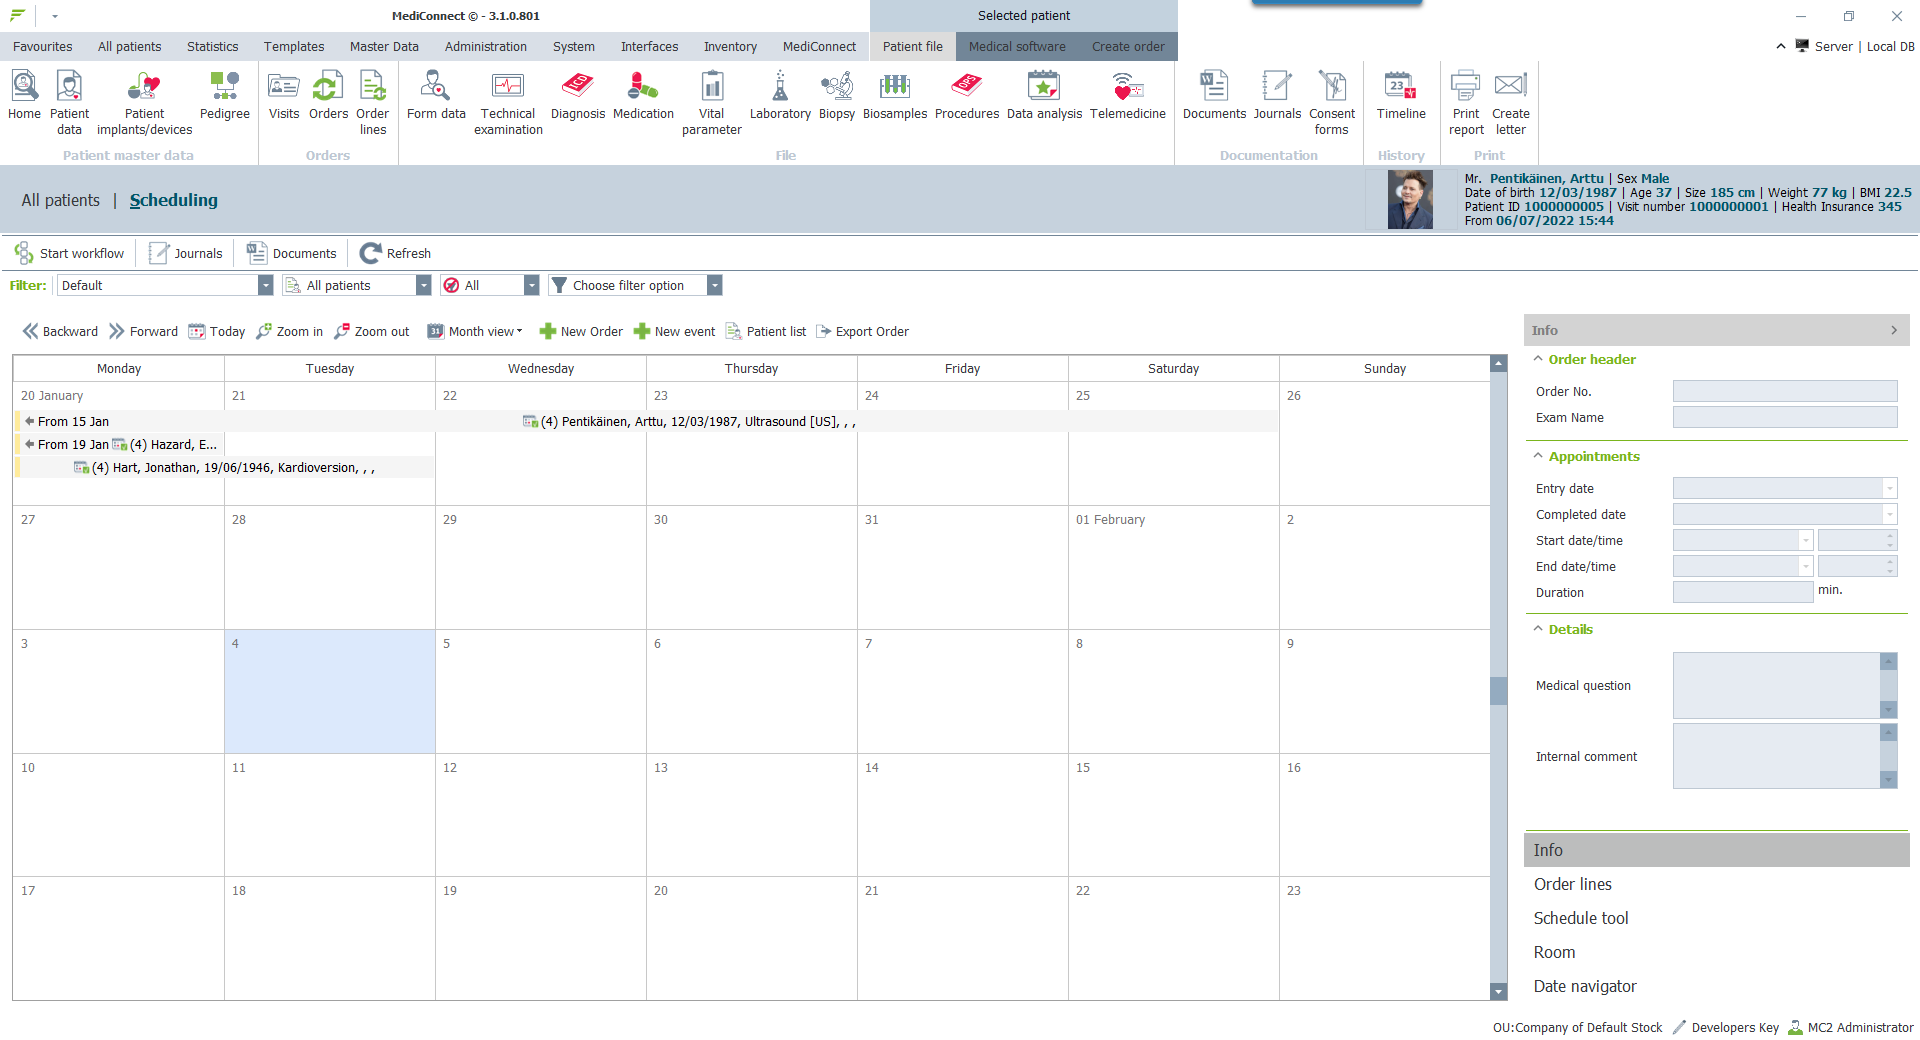 MediConnect © - 3.1.0.801
Selected patient
Favourites All patients Statistics Templates Master Data Administration System Interfaces Inventory MediConnect Patient file Medical software Create order Server | Local DB
Home Patient data Patient implants/devices Pedigree Visits Orders Order lines Form data Technical examination Diagnosis Medication Vital parameter Laboratory Biopsy Biosamples Procedures Data analysis Telemedicine Documents Journals Consent forms Timeline Print report Create letter
Patient master data Orders File Documentation History Print
All patients | Scheduling
Mr. Pentikäinen, Arttu | Sex Male
Date of birth 12/03/1987 | Age 37 | Size 185 cm | Weight 77 kg | BMI 22.5
Patient ID 1000000005 | Visit number 1000000001 | Health Insurance 345
From 06/07/2022 15:44
Start workflow Journals Documents Refresh
Filter: Default All patients All Choose filter option
Backward Forward Today Zoom in Zoom out Month view New Order New event Patient list Export Order
Monday Tuesday Wednesday Thursday Friday Saturday Sunday
20 January 21 22 23 24 25 26
From 15 Jan (4) Pentikäinen, Arttu, 12/03/1987, Ultrasound [US], , ,
From 19 Jan (4) Hazard, E...
(4) Hart, Jonathan, 19/06/1946, Kardioversion, , ,
27 28 29 30 31 01 February 2
3 4 5 6 7 8 9
10 11 12 13 14 15 16
17 18 19 20 21 22 23
Info
Order header
Order No.
Exam Name
Appointments
Entry date
Completed date
Start date/time
End date/time
Duration min.
Details
Medical question
Internal comment
Info
Order lines
Schedule tool
Room
Date navigator
OU:Company of Default Stock Developers Key MC2 Administrator